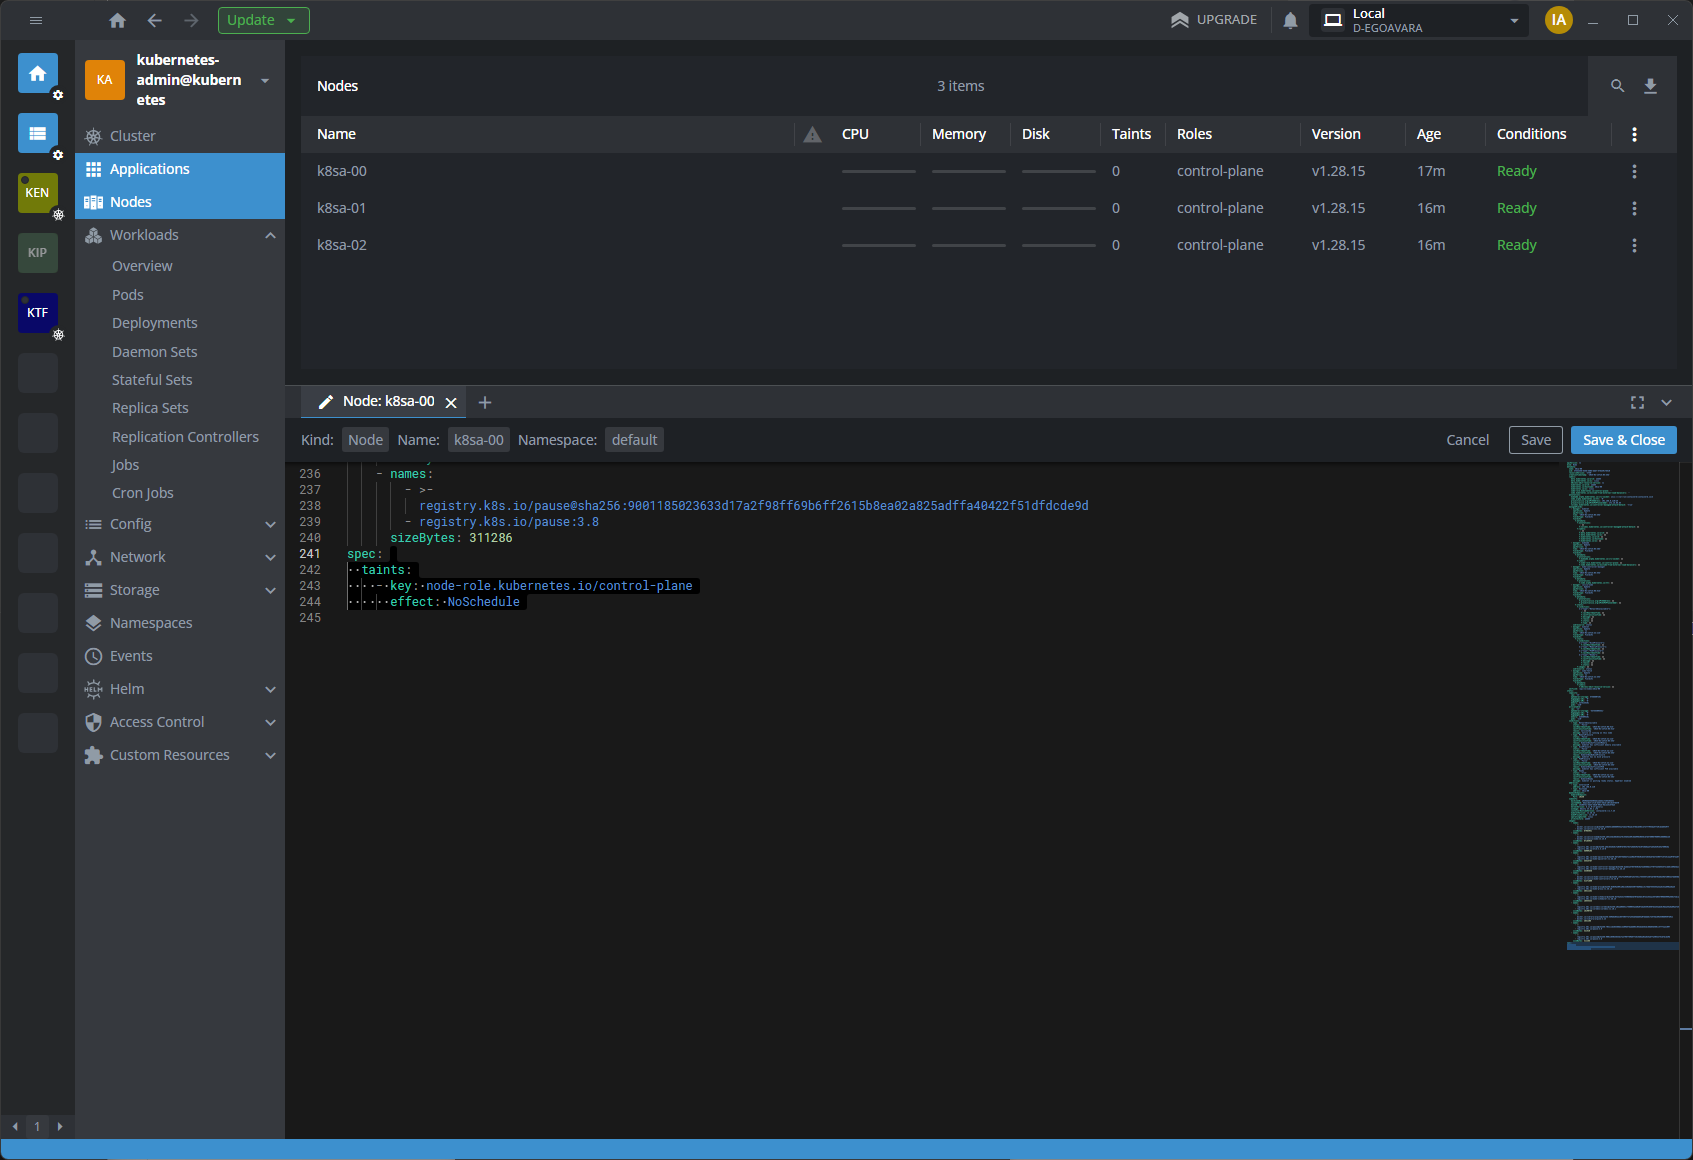 Update
UPGRADE
Local
D-EGOAVARA
IA
KA
kubernetes-
admin@kubern
etes
KEN
KIP
KTF
Cluster
Applications
Nodes
Workloads
Overview
Pods
Deployments
Daemon Sets
Stateful Sets
Replica Sets
Replication Controllers
Jobs
Cron Jobs
Config
Network
Storage
Namespaces
Events
HELM Helm
Access Control
Custom Resources
1
Nodes 3 items
Name CPU Memory Disk Taints Roles Version Age Conditions
k8sa-00 0 control-plane v1.28.15 17m Ready
k8sa-01 0 control-plane v1.28.15 16m Ready
k8sa-02 0 control-plane v1.28.15 16m Ready
Node: k8sa-00
Kind: Node Name: k8sa-00 Namespace: default Cancel Save Save & Close
236 - names:
237 - >-
238 registry.k8s.io/pause@sha256:9001185023633d17a2f98ff69b6ff2615b8ea02a825adffa40422f51dfdcde9d
239 - registry.k8s.io/pause:3.8
240 sizeBytes: 311286
241 spec:
242 taints:
243 - key: node-role.kubernetes.io/control-plane
244 effect: NoSchedule
245